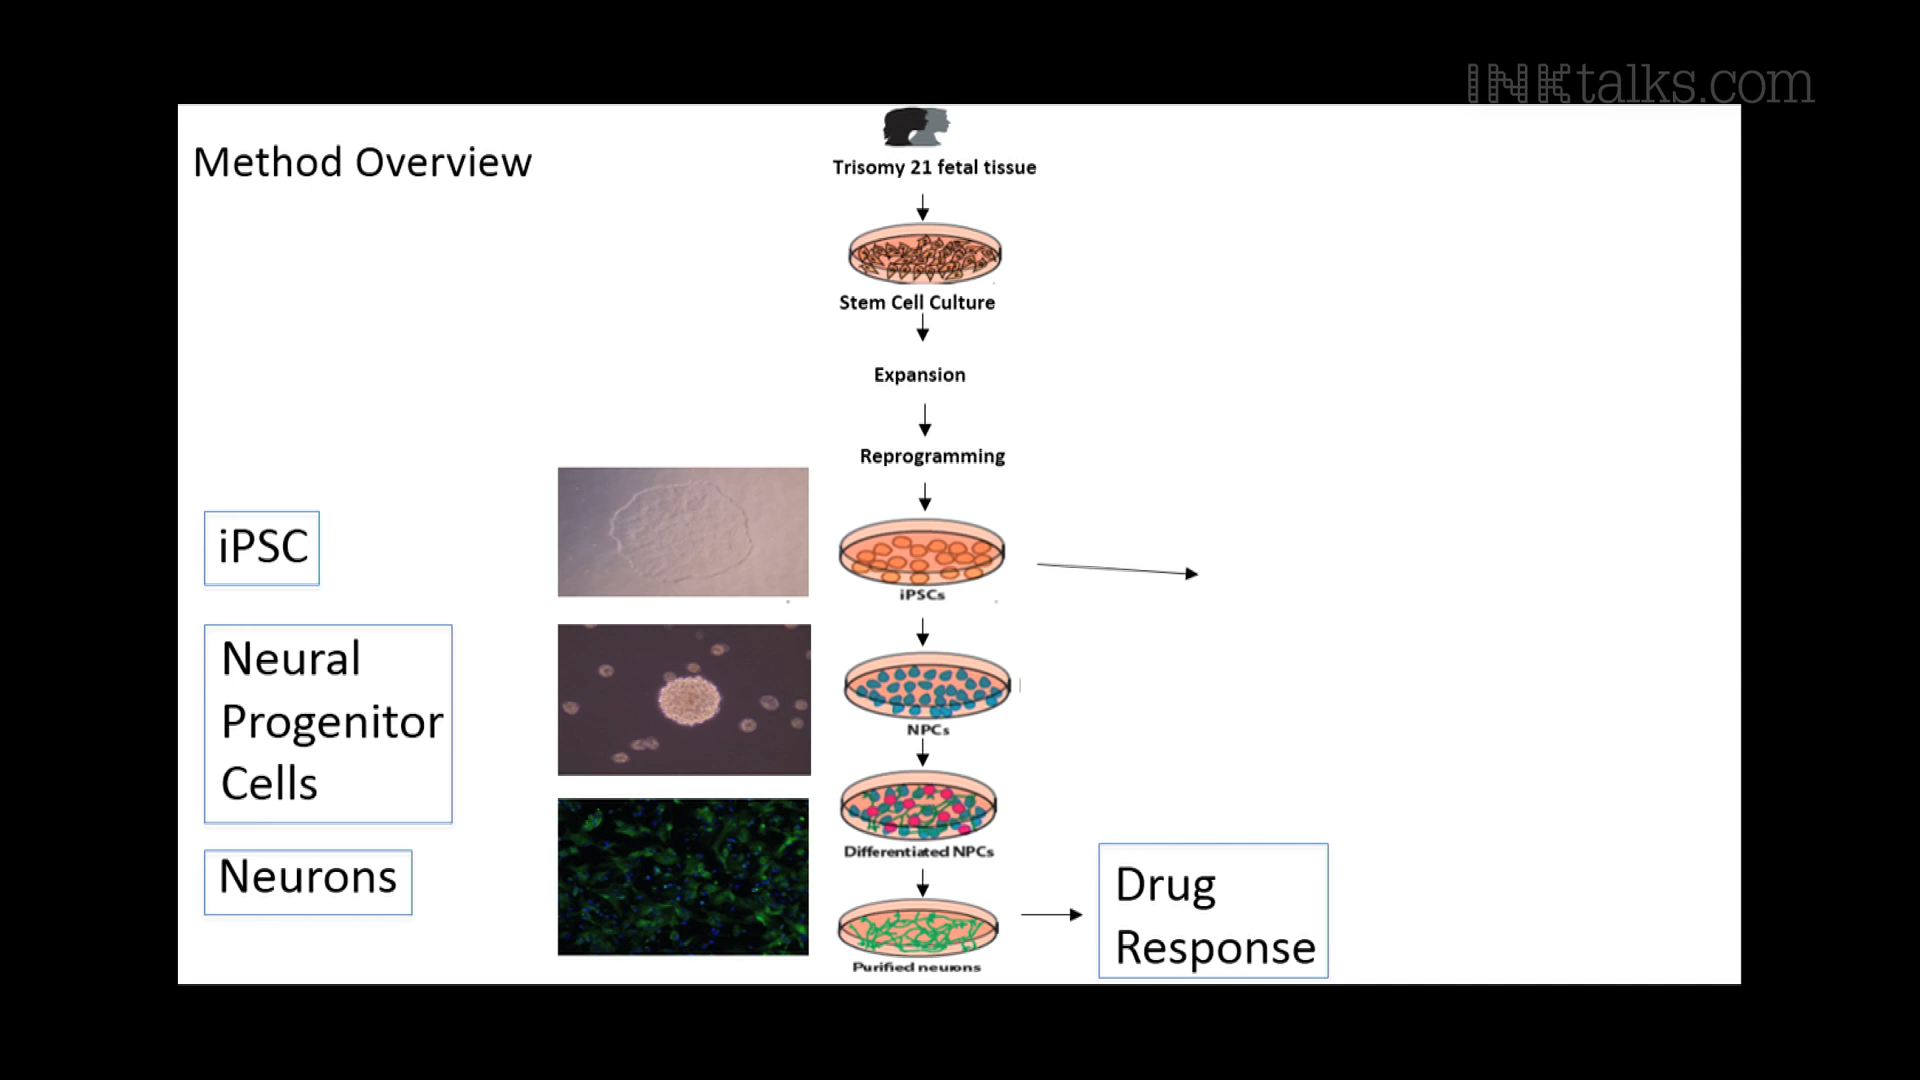 INKtalks.com
Method Overview
Trisomy 21 fetal tissue
Stem Cell Culture
Expansion
Reprogramming
iPSC
iPSCs
Neural
Progenitor
Cells
NPCs
Differentiated NPCs
Neurons
Purified neurons
Drug
Response